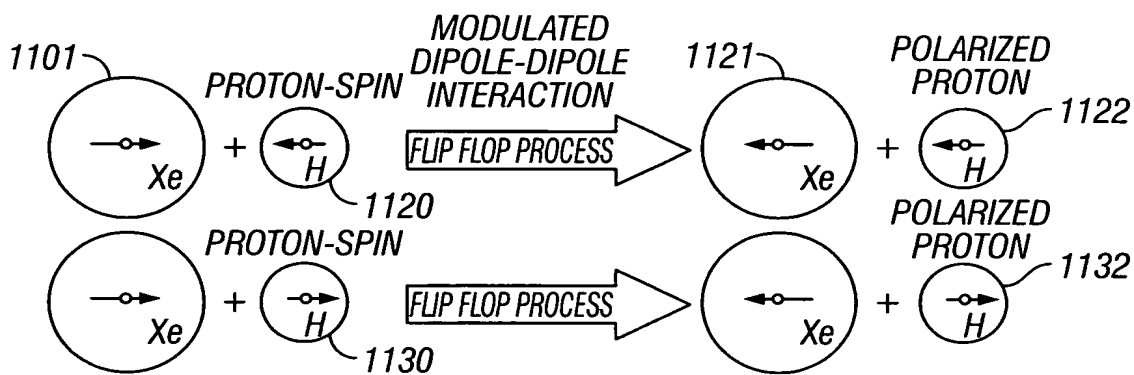 1101
PROTON-SPIN
MODULATED
DIPOLE-DIPOLE
INTERACTION
1121
POLARIZED
PROTON
1122
Xe
+
H
1120
FLIP FLOP PROCESS
Xe
+
H
PROTON-SPIN
POLARIZED
PROTON
1132
Xe
+
H
1130
FLIP FLOP PROCESS
Xe
+
H